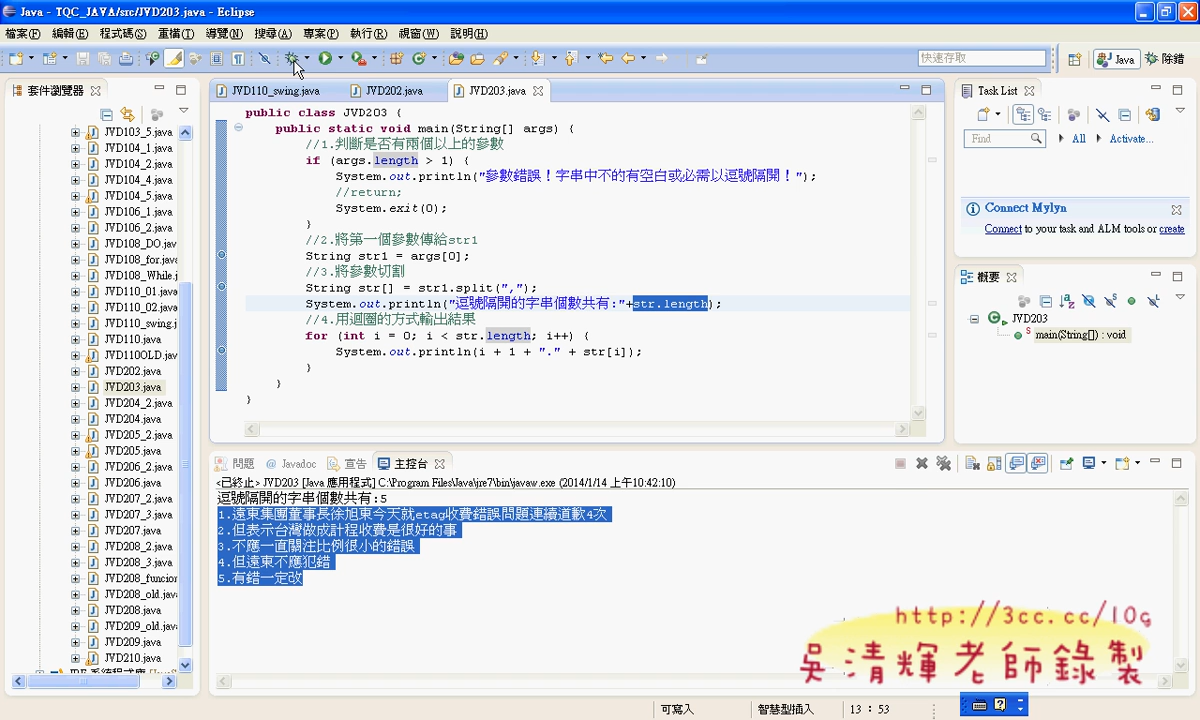 Java - TQC_JAVA/src/JVD203.java - Eclipse
檔案(F) 編輯(E) 程式碼(S) 重構(T) 導覽(N) 搜尋(A) 專案(P) 執行(R) 視窗(W) 說明(H)
快速存取
Java
除錯
套件瀏覽器
JVD103_5.java
JVD104_1.java
JVD104_2.java
JVD104_4.java
JVD104_5.java
JVD106_1.java
JVD106_2.java
JVD108_DO.jav
JVD108_for.java
JVD108_While.j
JVD110_01.java
JVD110_02.java
JVD110_swing.j
JVD110.java
JVD110OLD.jav
JVD202.java
JVD203.java
JVD204_2.java
JVD204.java
JVD205_2.java
JVD205.java
JVD206_2.java
JVD206.java
JVD207_2.java
JVD207_3.java
JVD207.java
JVD208_2.java
JVD208_3.java
JVD208_funcion
JVD208_old.java
JVD208.java
JVD209_old.java
JVD209.java
JVD210.java
JVD110_swing.java JVD202.java JVD203.java
public class JVD203 {
public static void main(String[] args) {
//1.判斷是否有兩個以上的參數
if (args.length > 1) {
System.out.println("參數錯誤！字串中不的有空白或必需以逗號隔開！");
//return;
System.exit(0);
}
//2.將第一個參數傳給str1
String str1 = args[0];
//3.將參數切割
String str[] = str1.split(",");
System.out.println("逗號隔開的字串個數共有:"+str.length);
//4.用迴圈的方式輸出結果
for (int i = 0; i < str.length; i++) {
System.out.println(i + 1 + "." + str[i]);
}
}
}
Task List
Find
All
Activate...
Connect Mylyn
Connect to your task and ALM tools or create
概要
JVD203
main(String[]) : void
問題 @ Javadoc 宣告 主控台
<已終止> JVD203 [Java 應用程式] C:\Program Files\Java\jre7\bin\javaw.exe (2014/1/14 上午10:42:10)
逗號隔開的字串個數共有:5
1.遠東集團董事長徐旭東今天就etag收費錯誤問題連續道歉4次
2.但表示台灣做成計程收費是很好的事
3.不應一直關注比例很小的錯誤
4.但遠東不應犯錯
5.有錯一定改
http://3cc.cc/10g
吳清輝老師錄製
可寫入
智慧型插入
13 : 53